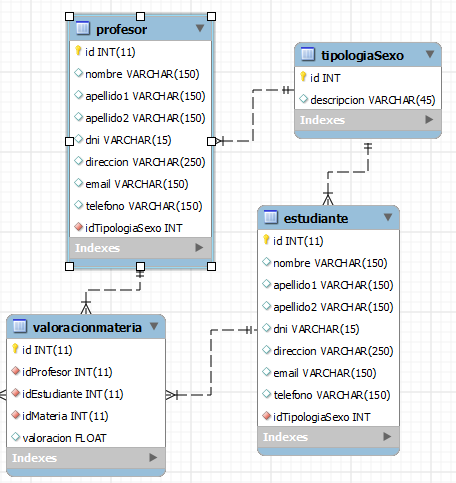 profesor
id INT(11)
nombre VARCHAR(150)
apellido1 VARCHAR(150)
apellido2 VARCHAR(150)
dni VARCHAR(15)
direccion VARCHAR(250)
email VARCHAR(150)
telefono VARCHAR(150)
idTipologiaSexo INT
Indexes
tipologiaSexo
id INT
descripcion VARCHAR(45)
Indexes
estudiante
id INT(11)
nombre VARCHAR(150)
apellido1 VARCHAR(150)
apellido2 VARCHAR(150)
dni VARCHAR(15)
direccion VARCHAR(250)
email VARCHAR(150)
telefono VARCHAR(150)
idTipologiaSexo INT
Indexes
valoracionmateria
id INT(11)
idProfesor INT(11)
idEstudiante INT(11)
idMateria INT(11)
valoracion FLOAT
Indexes